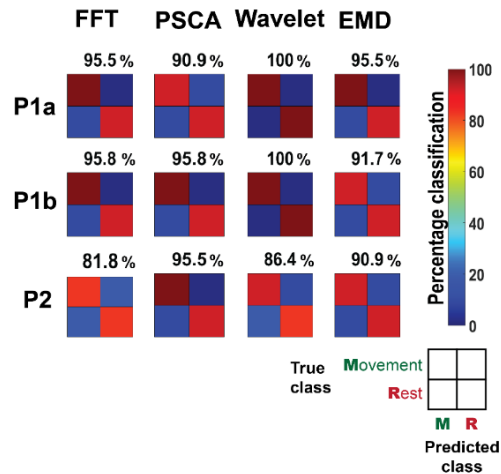 FFT PSCA Wavelet EMD
95.5 % 90.9 % 100 % 95.5 %
P1a
95.8 % 95.8 % 100 % 91.7 %
P1b
81.8 % 95.5 % 86.4 % 90.9 %
P2
100
80
60
40
20
0
Percentage classification
True class
Movement
Rest
M R
Predicted class